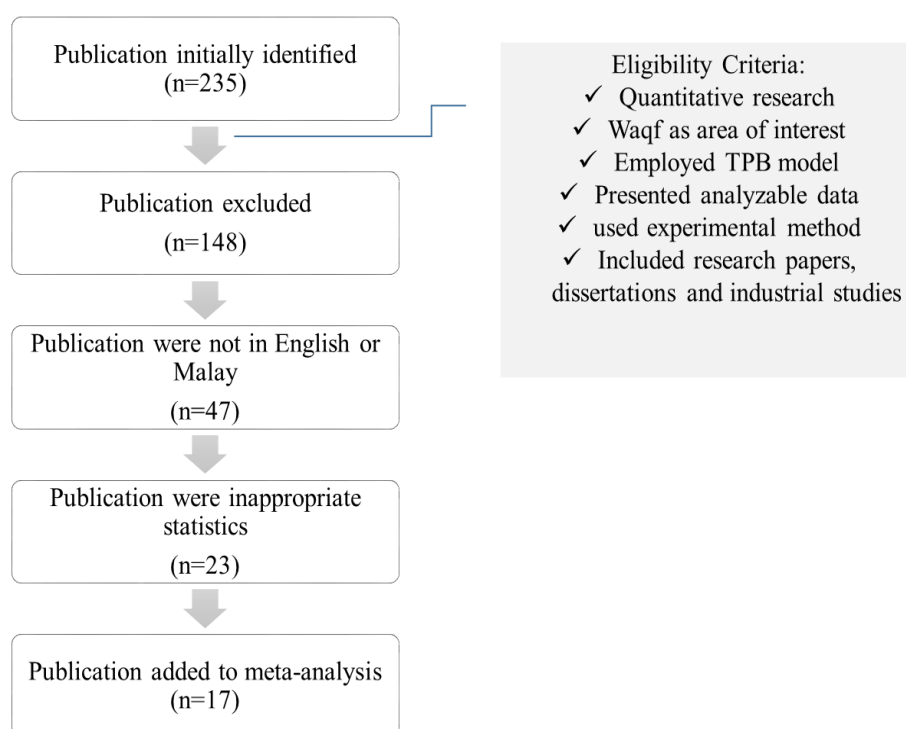 Publication initially identified
(n=235)
Publication excluded
(n=148)
Publication were not in English or
Malay
(n=47)
Publication were inappropriate
statistics
(n=23)
Publication added to meta-analysis
(n=17)
Eligibility Criteria:
✓ Quantitative research
✓ Waqf as area of interest
✓ Employed TPB model
✓ Presented analyzable data
✓ used experimental method
✓ Included research papers,
dissertations and industrial studies